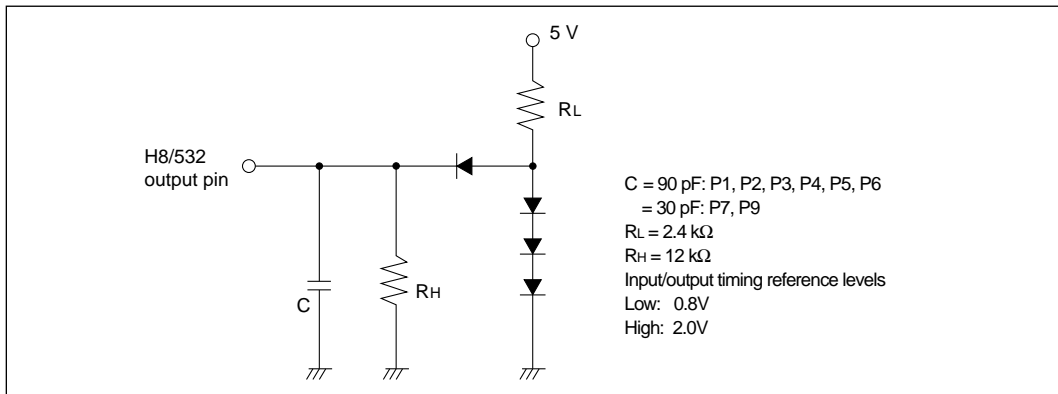 5 V
RL
H8/532
output pin
C
RH
C = 90 pF: P1, P2, P3, P4, P5, P6
= 30 pF: P7, P9
RL = 2.4 kΩ
RH = 12 kΩ
Input/output timing reference levels
Low: 0.8V
High: 2.0V